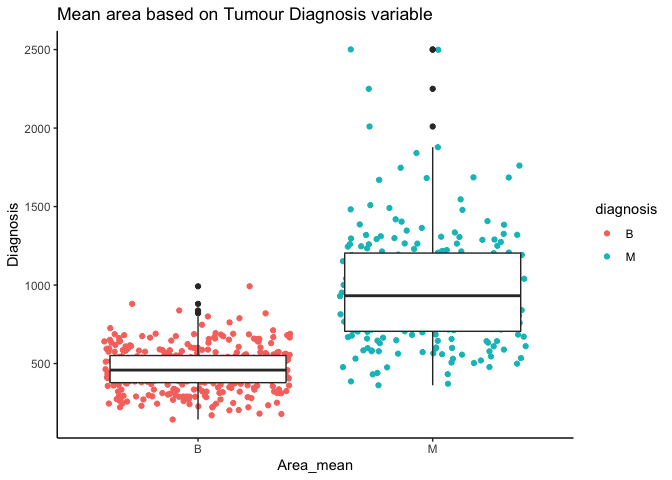 Mean area based on Tumour Diagnosis variable
2500
2000
1500
1000
500
Diagnosis
B
M
Area_mean
diagnosis
B
M